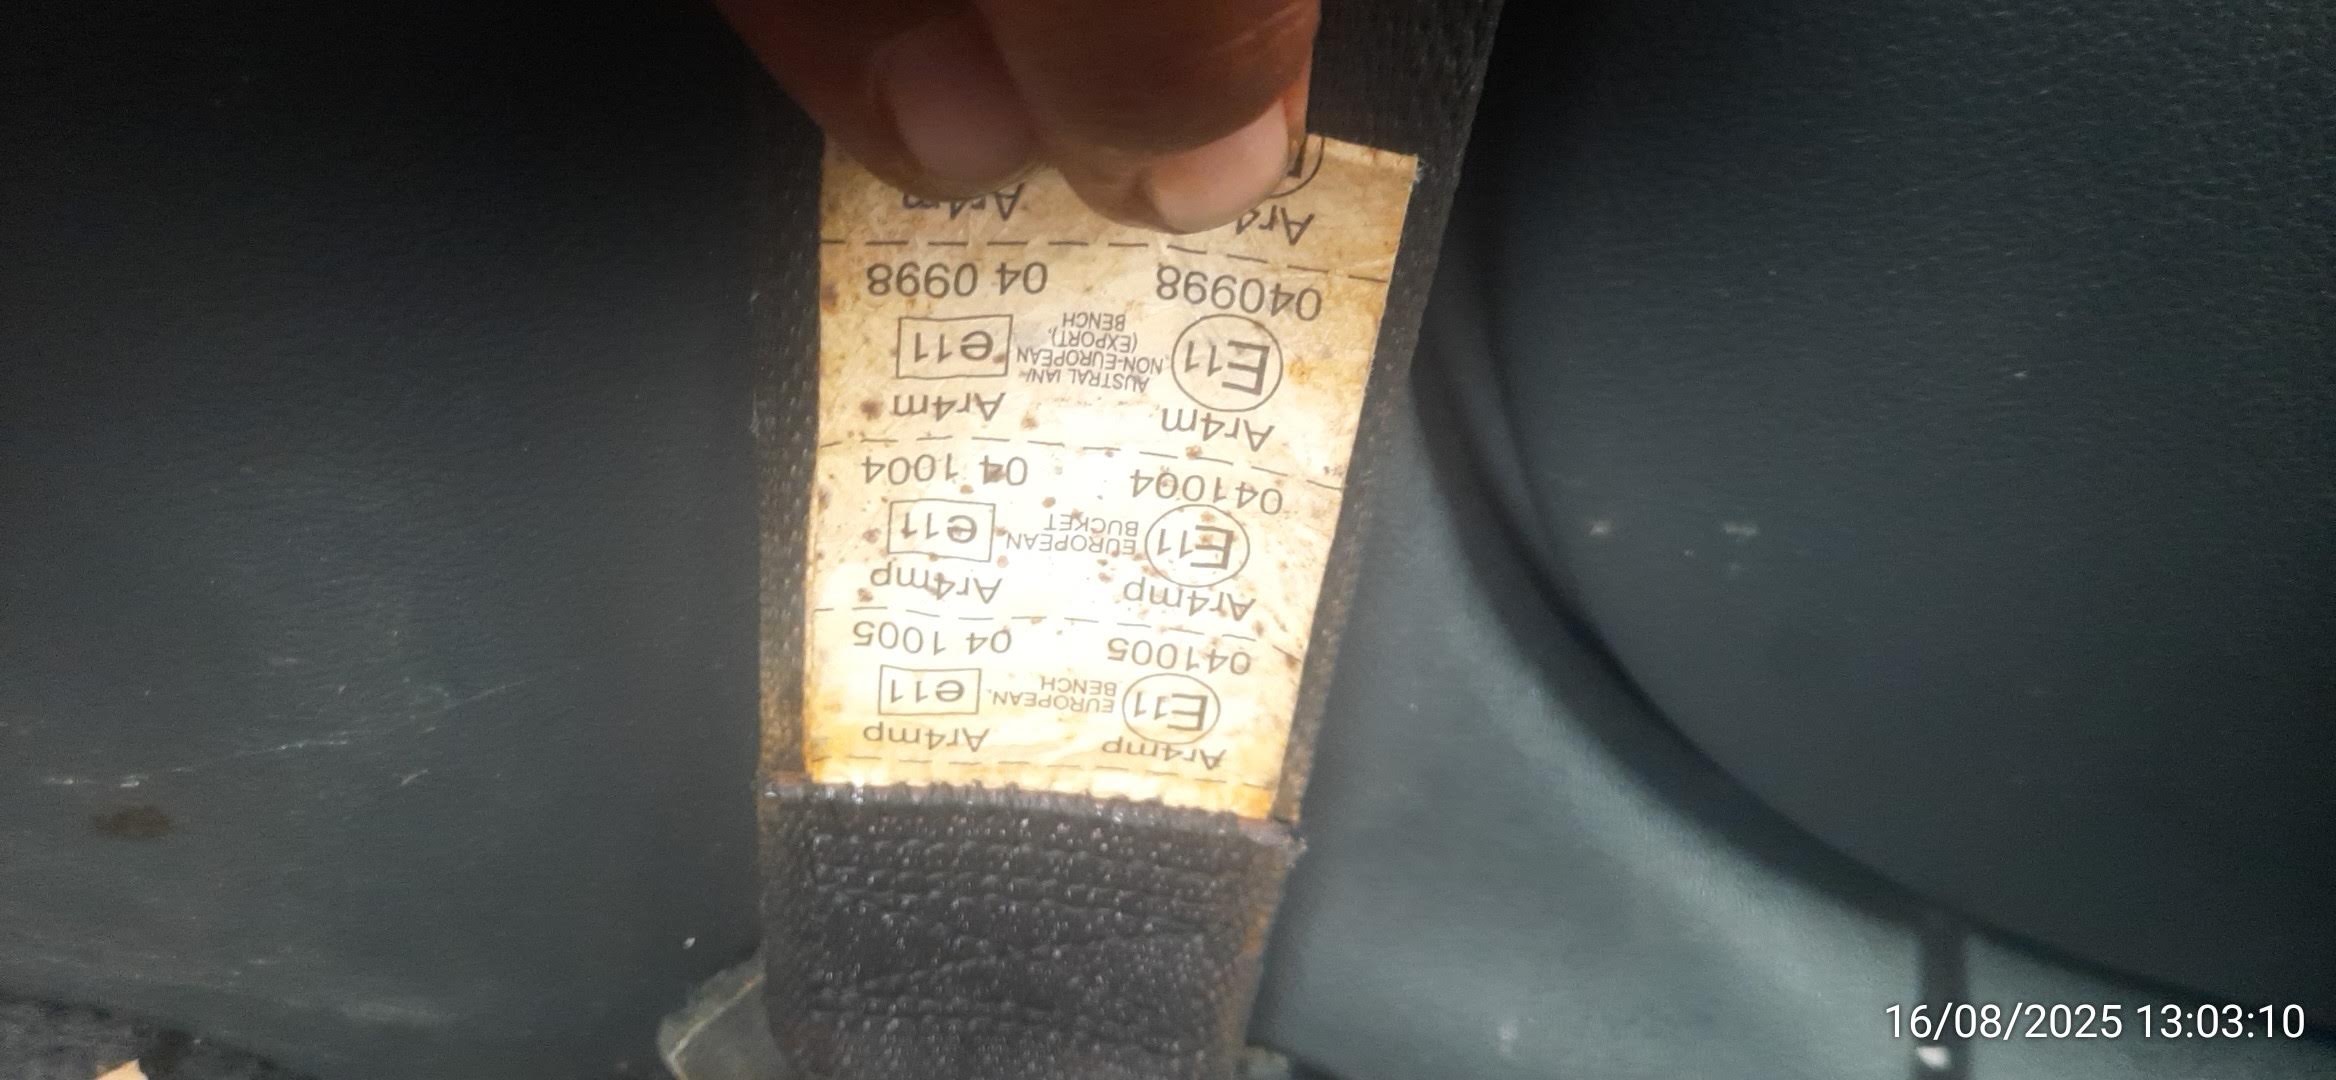 Ar4mp Ar4mp
E11 EUROPEAN, e11
BENCH
041005 04 1005
Ar4mp Ar4mp
E11 EUROPEAN e11
BUCKET
041004 04 1004
Ar4m Ar4m
AUSTRALIAN/
E11 NON-EUROPEAN e11
(EXPORT),
BENCH
040998 04 0998
Ar4 Ar4m
16/08/2025 13:03:10